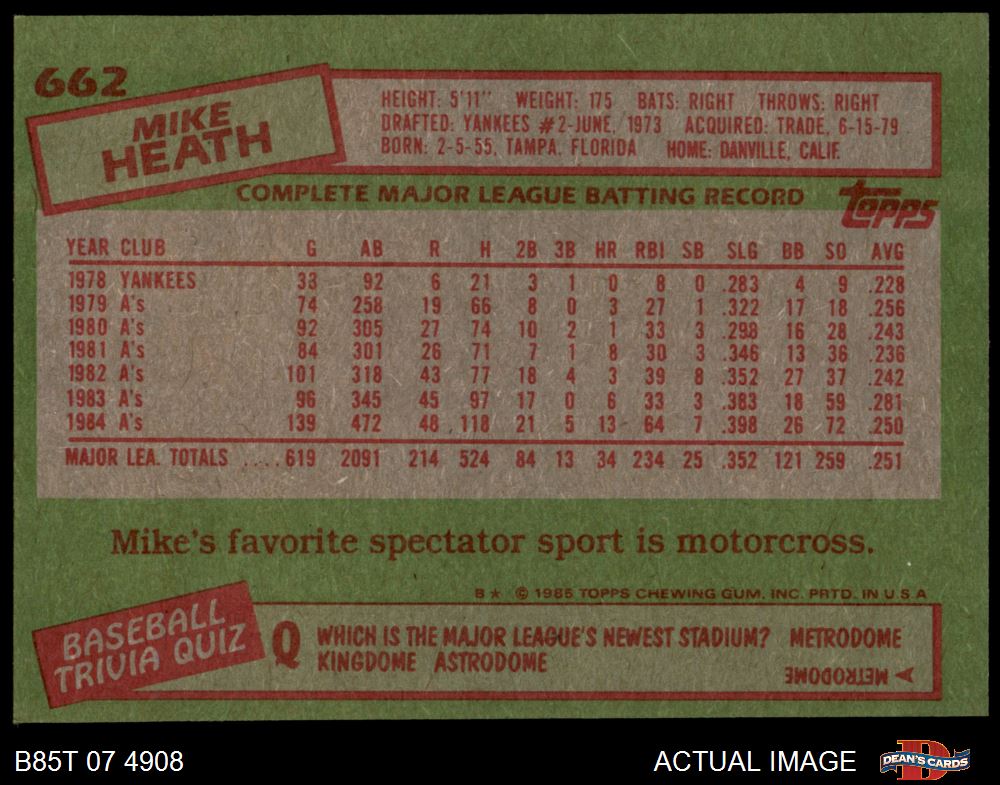 662
MIKE
HEATH
HEIGHT: 5'11" WEIGHT: 175 BATS: RIGHT THROWS: RIGHT
DRAFTED: YANKEES #2-JUNE, 1973 ACQUIRED: TRADE, 6-15-79
BORN: 2-5-55, TAMPA, FLORIDA HOME: DANVILLE, CALIF.
COMPLETE MAJOR LEAGUE BATTING RECORD
topps
YEAR CLUB G AB R H 2B 3B HR RBI SB SLG BB SO AVG
1978 YANKEES 33 92 6 21 3 1 0 8 0 .283 4 9 .228
1979 A's 74 258 19 66 8 0 3 27 1 .322 17 18 .256
1980 A's 92 305 27 74 10 2 1 33 3 .298 16 28 .243
1981 A's 84 301 26 71 7 1 8 30 3 .346 13 36 .236
1982 A's 101 318 43 77 18 4 3 39 8 .352 27 37 .242
1983 A's 96 345 45 97 17 0 6 33 3 .383 18 59 .281
1984 A's 139 472 48 118 21 5 13 64 7 .398 26 72 .250
MAJOR LEA. TOTALS ..... 619 2091 214 524 84 13 34 234 25 .352 121 259 .251
Mike's favorite spectator sport is motorcross.
B★ © 1985 TOPPS CHEWING GUM, INC. PRTD. IN U.S.A
BASEBALL
TRIVIA QUIZ
Q WHICH IS THE MAJOR LEAGUE'S NEWEST STADIUM? METRODOME
KINGDOME ASTRODOME
A METRODOME
B85T 07 4908
ACTUAL IMAGE
D
DEAN'S CARDS